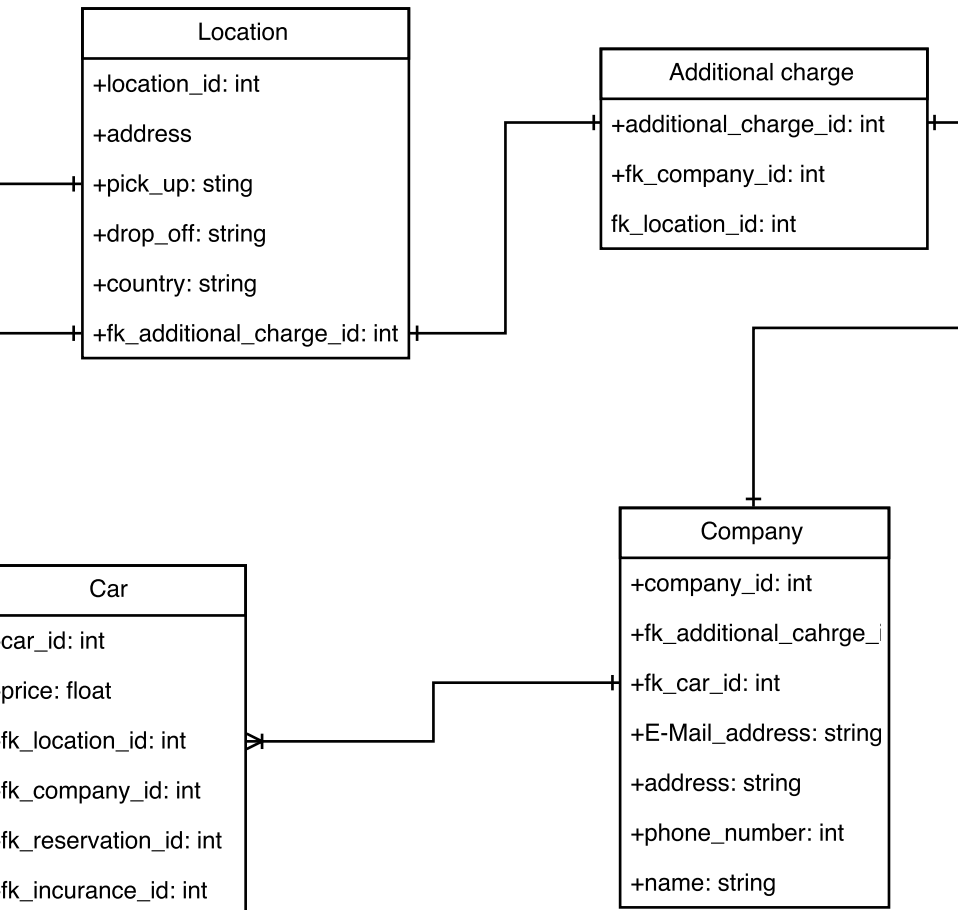 Location
+location_id: int
+address
+pick_up: sting
+drop_off: string
+country: string
+fk_additional_charge_id: int
Additional charge
+additional_charge_id: int
+fk_company_id: int
fk_location_id: int
Company
+company_id: int
+fk_additional_cahrge_i
+fk_car_id: int
+E-Mail_address: string
+address: string
+phone_number: int
+name: string
Car
car_id: int
price: float
fk_location_id: int
fk_company_id: int
fk_reservation_id: int
fk_incurance_id: int